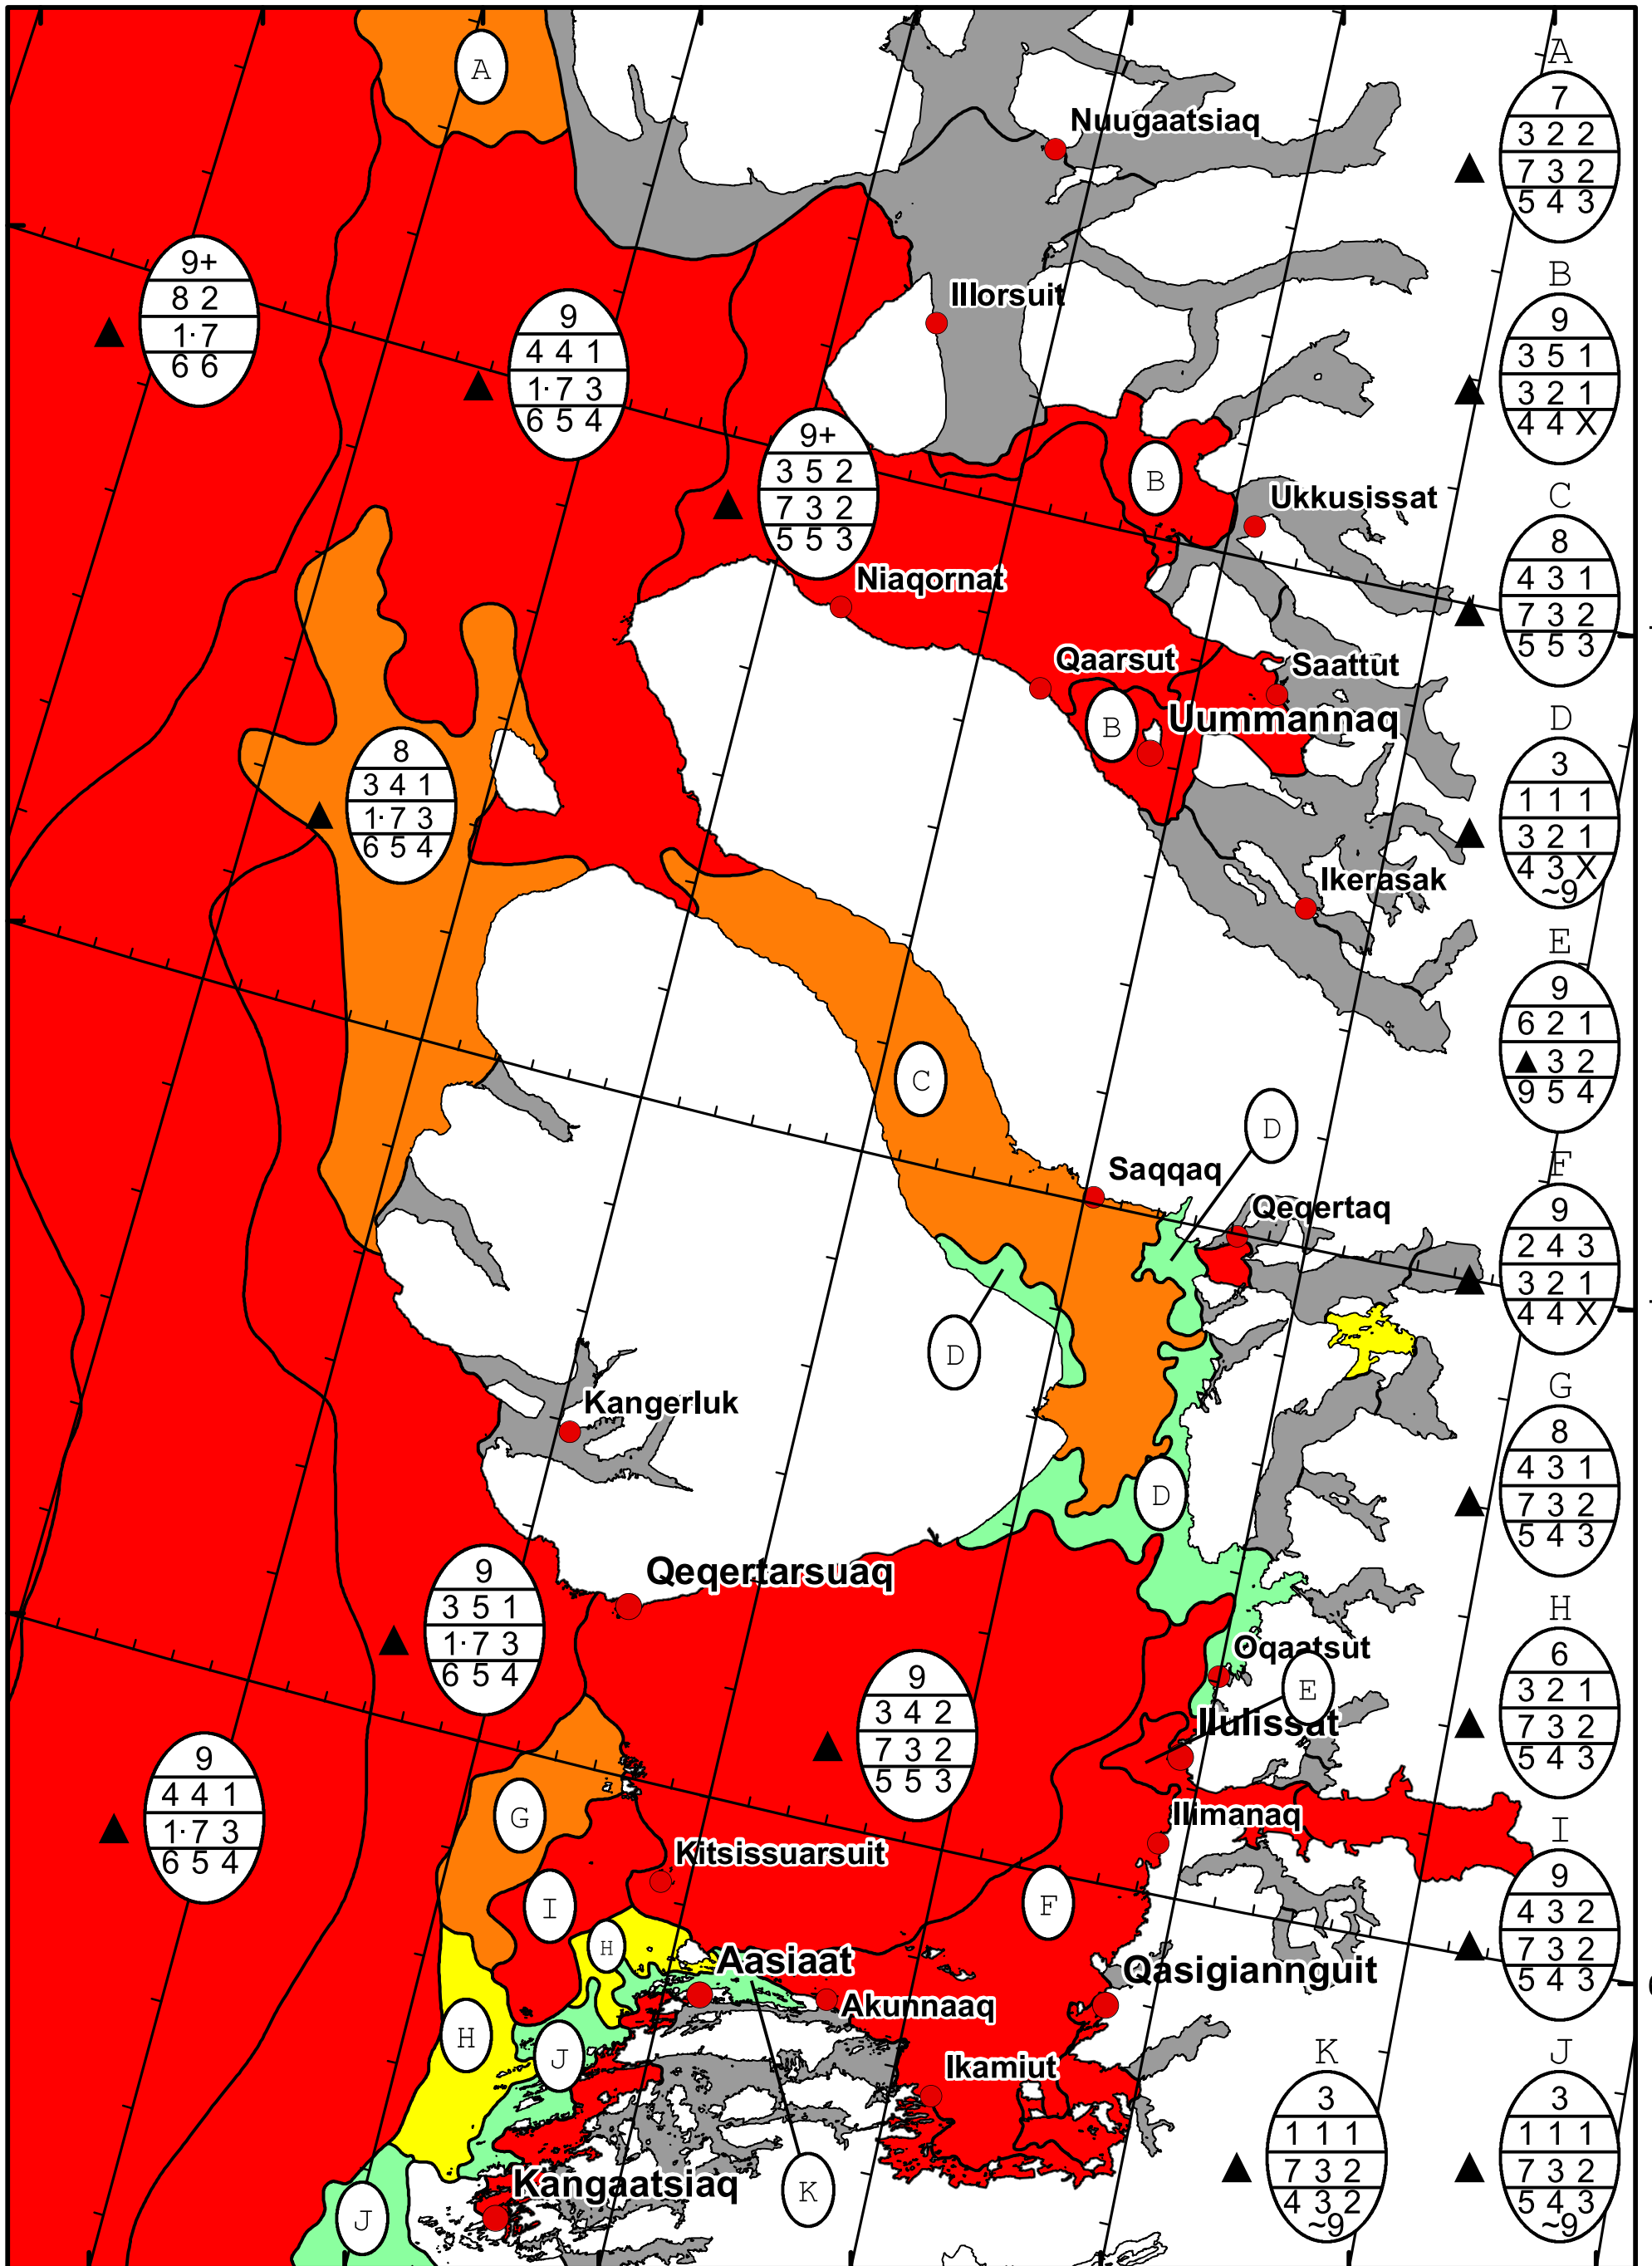 A
A
7
3 2 2
7 3 2
5 4 3
Nuugaatsiaq
9+
8 2
1· 7
6 6
Illorsuit
9
4 4 1
1· 7 3
6 5 4
B
9
3 5 1
3 2 1
4 4 X
9+
3 5 2
7 3 2
5 5 3
B
Ukkusissat
C
8
4 3 1
7 3 2
5 5 3
Niaqornat
Qaarsut
Saattut
B
Uummannaq
8
3 4 1
1· 7 3
6 5 4
D
3
1 1 1
3 2 1
4 3 X
~9
Ikerasak
E
9
6 2 1
▲ 3 2
9 5 4
C
D
Saqqaq
Qeqertaq
F
9
2 4 3
3 2 1
4 4 X
D
Kangerluk
G
8
4 3 1
7 3 2
5 4 3
D
Qeqertarsuaq
9
3 5 1
1· 7 3
6 5 4
Oqaatsut
E
H
6
3 2 1
7 3 2
5 4 3
9
3 4 2
7 3 2
5 5 3
Ilulissat
9
4 4 1
1· 7 3
6 5 4
G
Ilimanaq
Kitsissuarsuit
I
9
4 3 2
7 3 2
5 4 3
I
F
H
Aasiaat
Qasigiannguit
Akunnaaq
H
J
Ikamiut
K
3
1 1 1
7 3 2
4 3 2
~9
J
3
1 1 1
7 3 2
5 4 3
~9
Kangaatsiaq
K
J